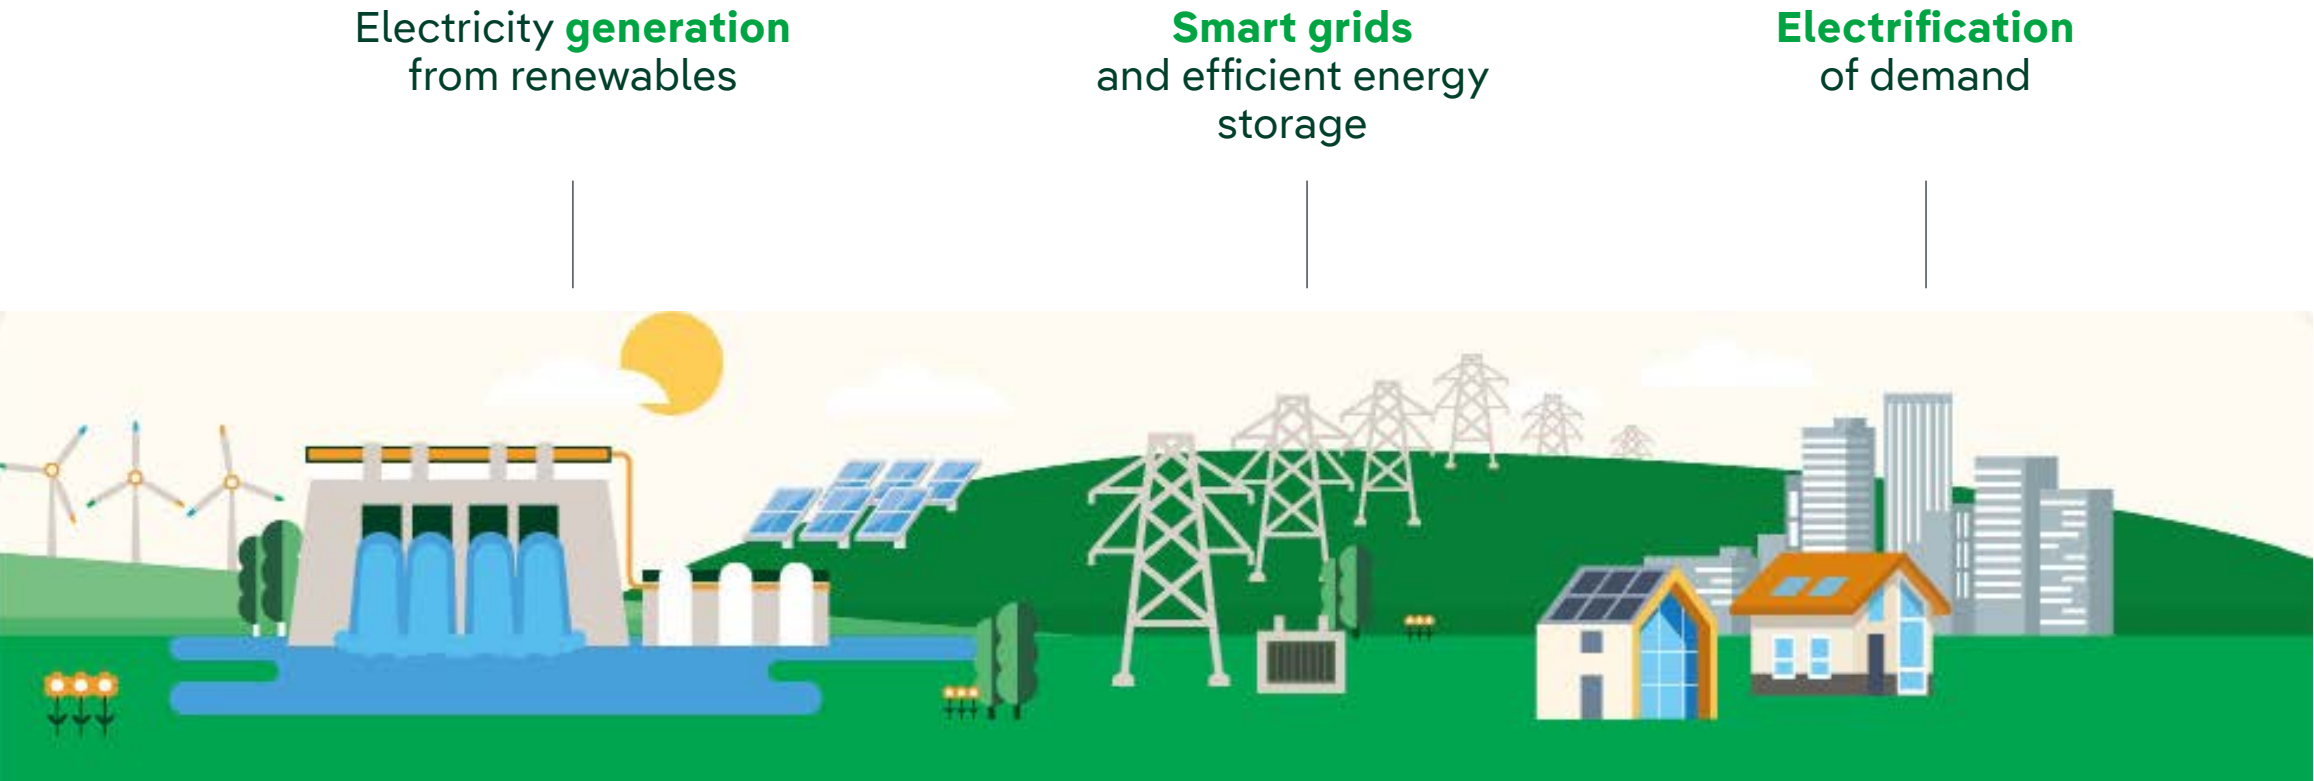 Electricity generation
from renewables
Smart grids
and efficient energy
storage
Electrification
of demand